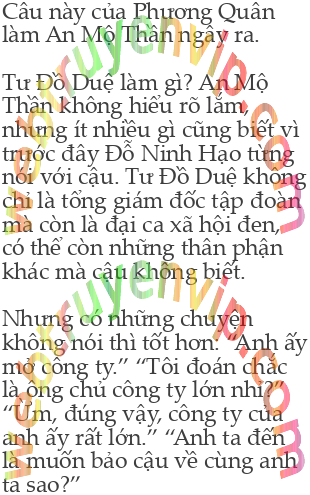 Câu này của Phương Quân
làm An Mộ Thần ngây ra.
Tư Đồ Duệ làm gì? An Mộ
Thần không hiểu rõ lắm,
nhưng ít nhiều gì cũng biết vì
trước đây Đỗ Ninh Hạo từng
nói với cậu. Tư Đồ Duệ không
chỉ là tổng giám đốc tập đoàn
mà còn là đại ca xã hội đen,
có thể còn những thân phận
khác mà cậu không biết.
Nhưng có những chuyện
không nói thì tốt hơn. “Anh ấy
mở công ty.” “Tôi đoán chắc
là ông chủ công ty lớn nhỉ?”
“Ừm, đúng vậy, công ty của
anh ấy rất lớn.” “Anh ta đến
là muốn bảo cậu về cùng anh
ta sao?”
webtruyenvip.com
webtruyenvip.com